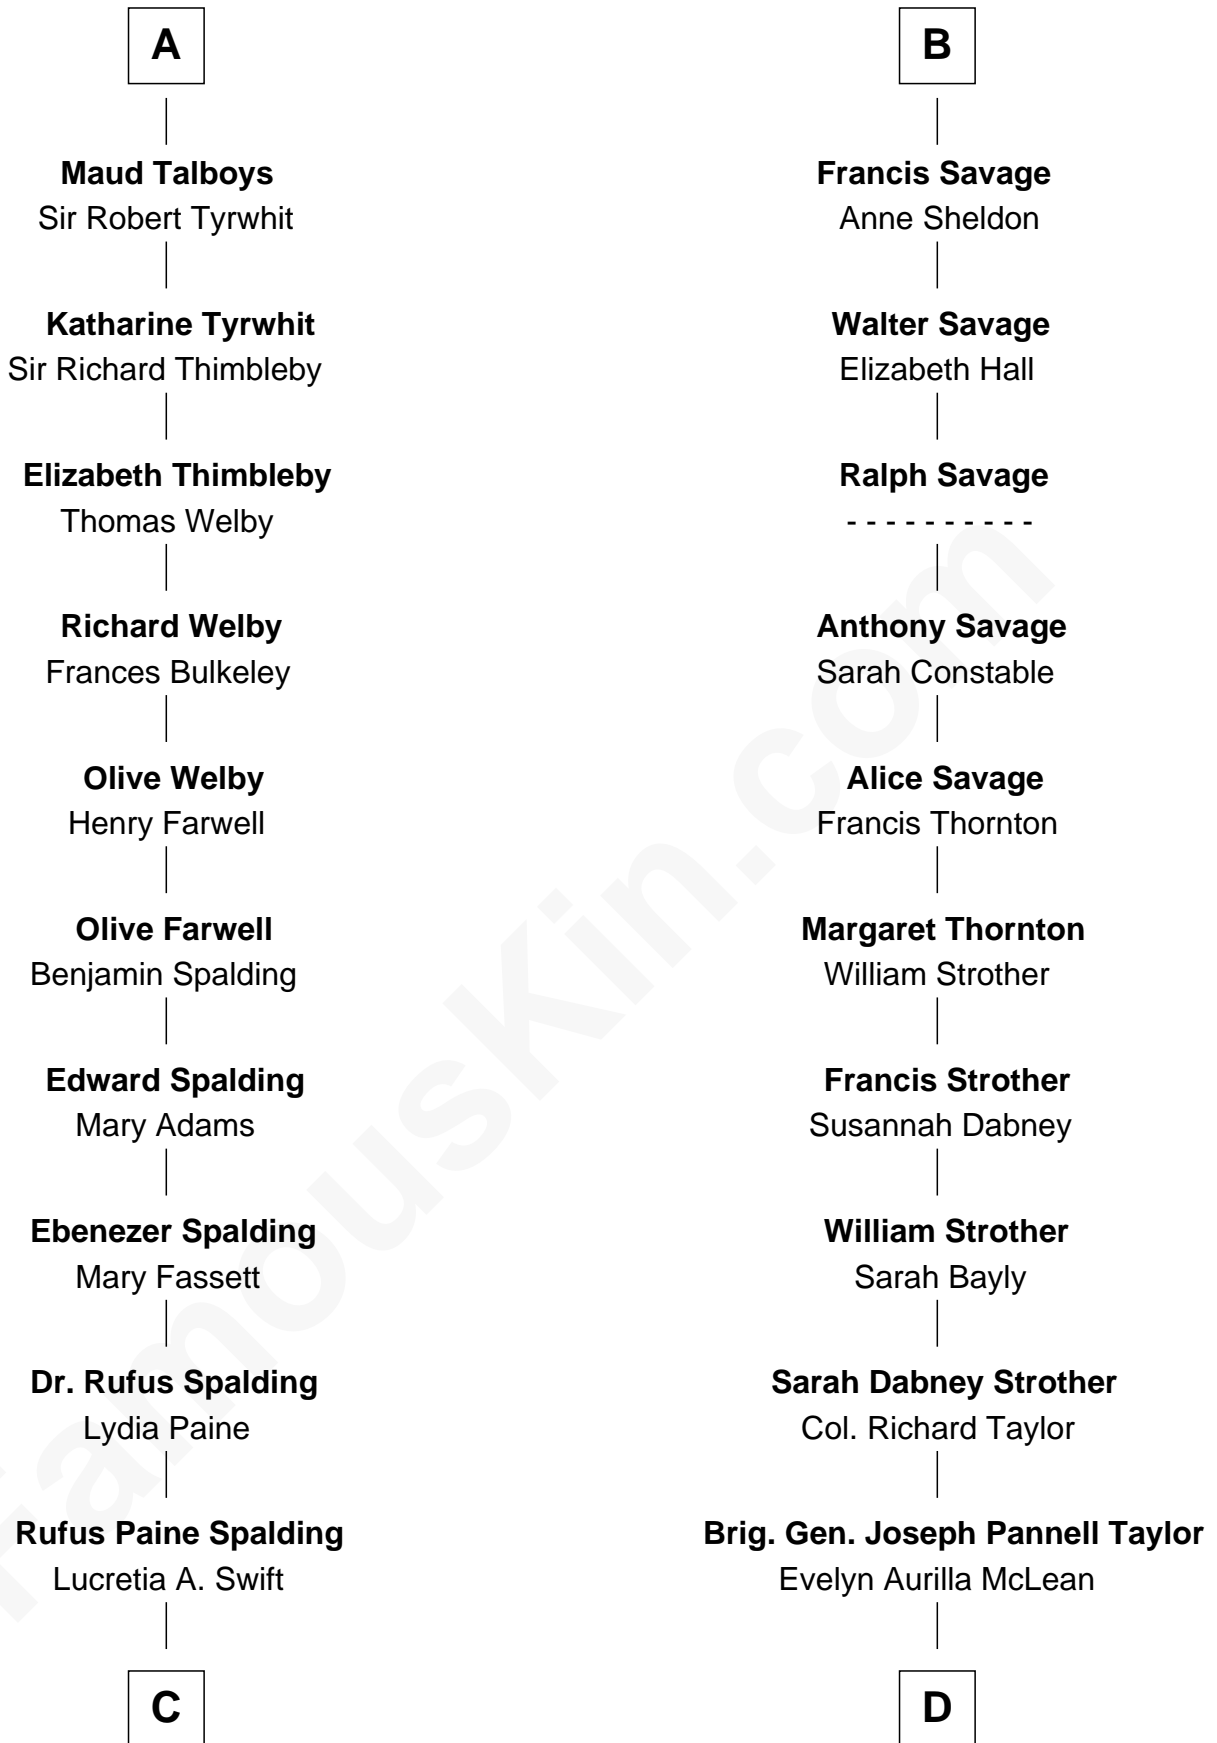 A
Maud Talboys
Sir Robert Tyrwhit
Katharine Tyrwhit
Sir Richard Thimbleby
Elizabeth Thimbleby
Thomas Welby
Richard Welby
Frances Bulkeley
Olive Welby
Henry Farwell
Olive Farwell
Benjamin Spalding
Edward Spalding
Mary Adams
Ebenezer Spalding
Mary Fassett
Dr. Rufus Spalding
Lydia Paine
Rufus Paine Spalding
Lucretia A. Swift
C
B
Francis Savage
Anne Sheldon
Walter Savage
Elizabeth Hall
Ralph Savage
- - - - - - - - - -
Anthony Savage
Sarah Constable
Alice Savage
Francis Thornton
Margaret Thornton
William Strother
Francis Strother
Susannah Dabney
William Strother
Sarah Bayly
Sarah Dabney Strother
Col. Richard Taylor
Brig. Gen. Joseph Pannell Taylor
Evelyn Aurilla McLean
D
FamousKin.com